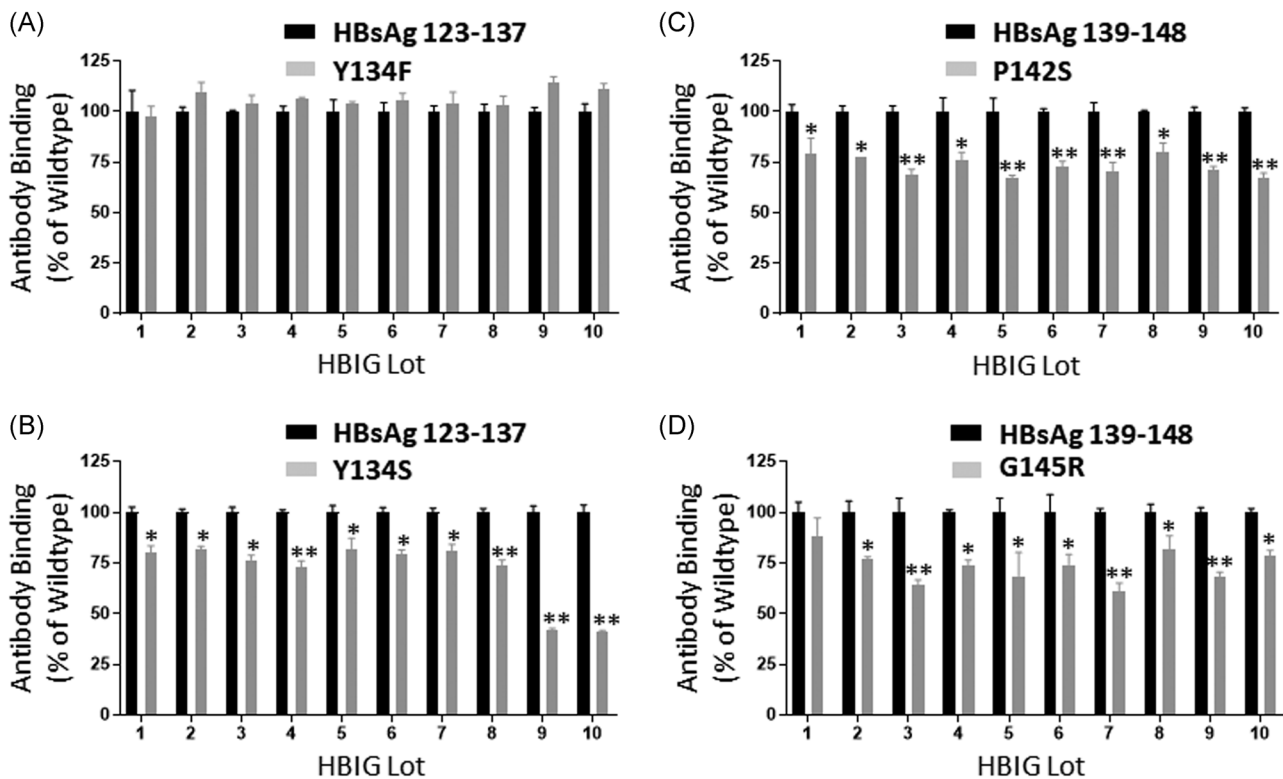 (A)
HBsAg 123-137
Y134F
Antibody Binding
(% of Wildtype)
125
100
75
50
25
0
1 2 3 4 5 6 7 8 9 10
HBIG Lot
(B)
HBsAg 123-137
Y134S
Antibody Binding
(% of Wildtype)
125
100
75
50
25
0
* * * ** * * * ** ** **
1 2 3 4 5 6 7 8 9 10
HBIG Lot
(C)
HBsAg 139-148
P142S
Antibody Binding
(% of Wildtype)
125
100
75
50
25
0
* * ** * ** ** ** * ** **
1 2 3 4 5 6 7 8 9 10
HBIG Lot
(D)
HBsAg 139-148
G145R
Antibody Binding
(% of Wildtype)
125
100
75
50
25
0
* ** * * * ** * ** *
1 2 3 4 5 6 7 8 9 10
HBIG Lot